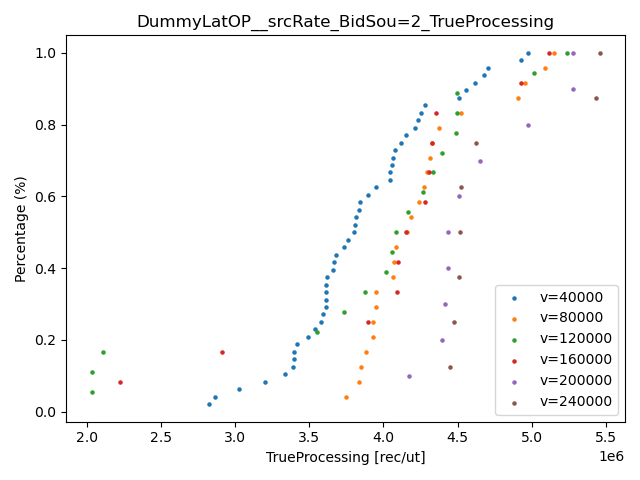 DummyLatOP__srcRate_BidSou=2_TrueProcessing
Percentage (%)
1.0
0.8
0.6
0.4
0.2
0.0
v=40000
v=80000
v=120000
v=160000
v=200000
v=240000
2.0 2.5 3.0 3.5 4.0 4.5 5.0 5.5
1e6
TrueProcessing [rec/ut]